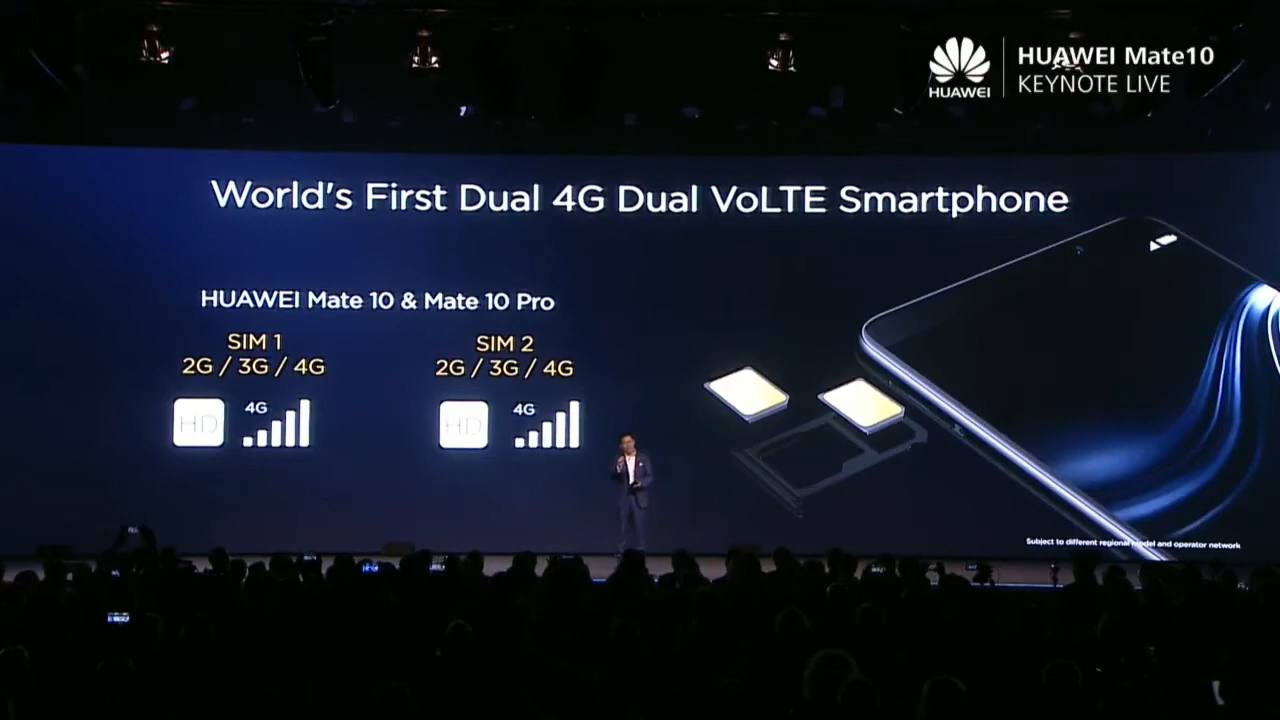 HUAWEI
HUAWEI Mate10
KEYNOTE LIVE
World's First Dual 4G Dual VoLTE Smartphone
HUAWEI Mate 10 & Mate 10 Pro
SIM 1
2G / 3G / 4G
HD
4G
SIM 2
2G / 3G / 4G
HD
4G
Subject to different regional model and operator network